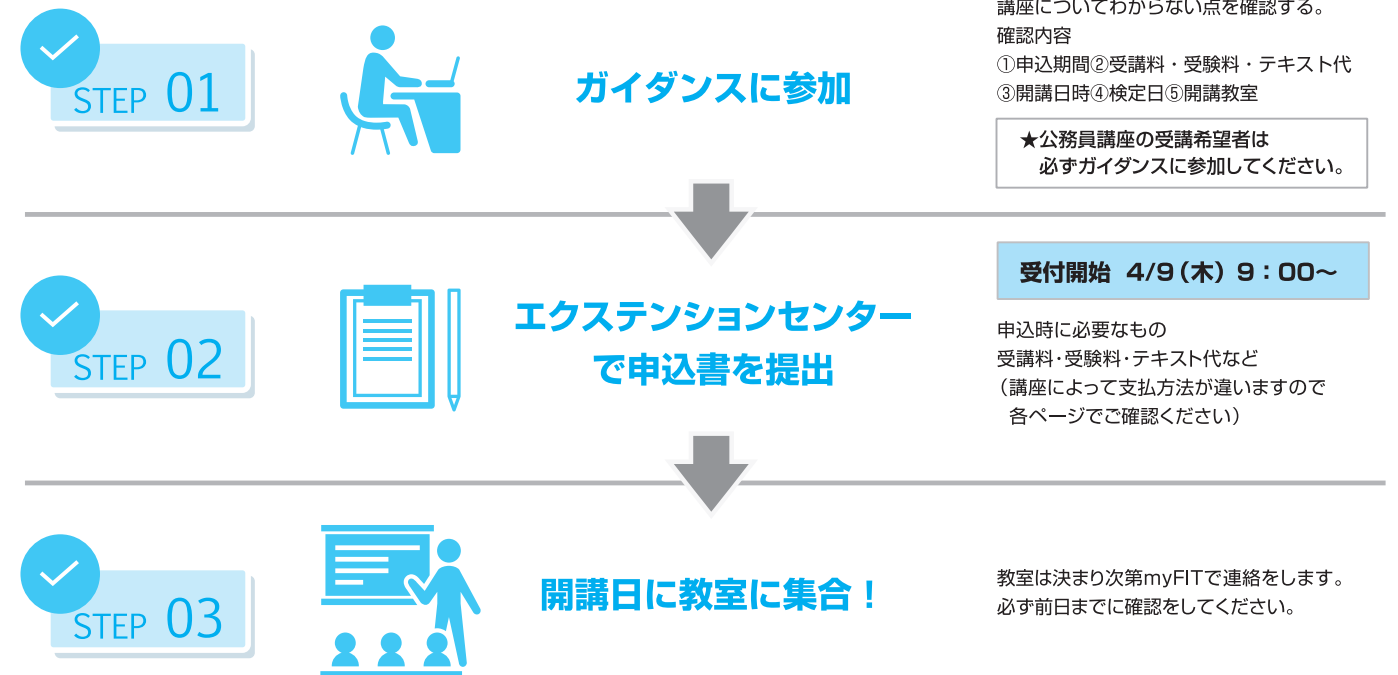 STEP 01
ガイダンスに参加
講座についてわからない点を確認する。
確認内容
①申込期間②受講料・受験料・テキスト代
③開講日時④検定日⑤開講教室
★公務員講座の受講希望者は
必ずガイダンスに参加してください。
STEP 02
エクステンションセンター
で申込書を提出
受付開始 4/9(木) 9:00~
申込時に必要なもの
受講料・受験料・テキスト代など
(講座によって支払方法が違いますので
各ページでご確認ください)
STEP 03
開講日に教室に集合!
教室は決まり次第myFITで連絡をします。
必ず前日までに確認をしてください。